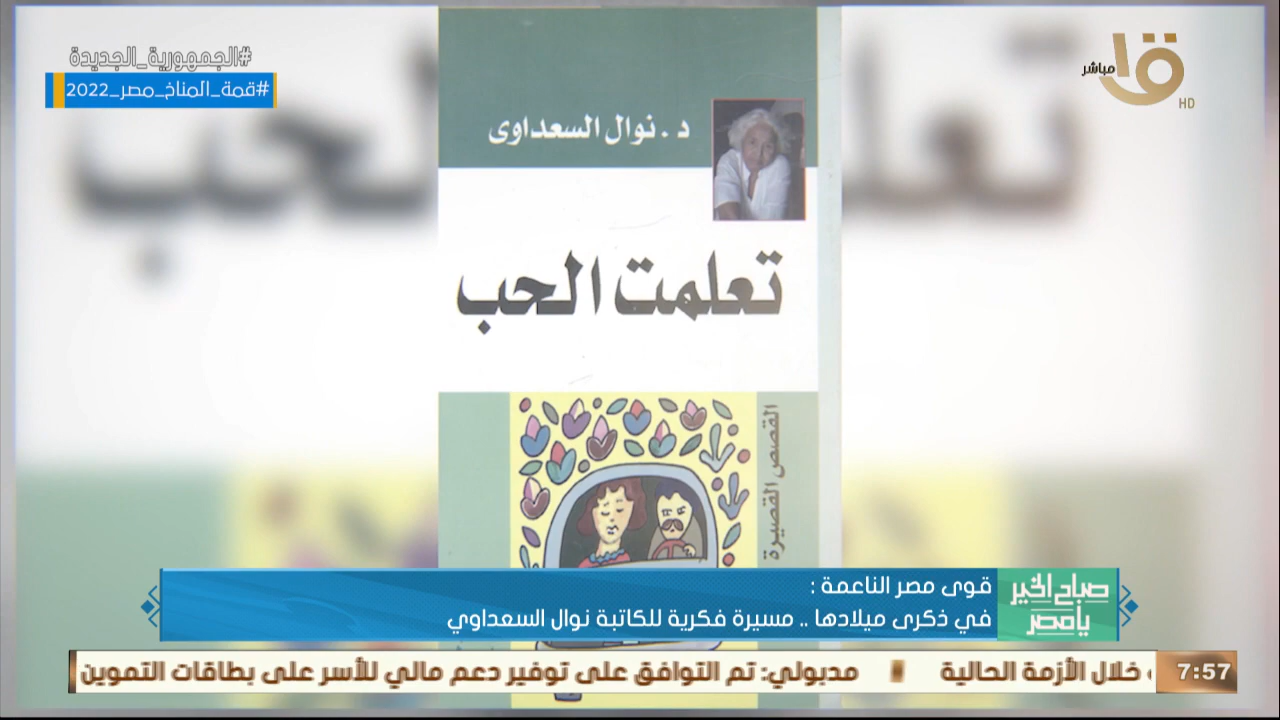 #الجمهورية_الجديدة
#قمة_المناخ_مصر_2022
مباشر
HD
د. نوال السعداوى
تعلمت الحب
القصص القصيرة
صباح الخير
يا مصر
قوى مصر الناعمة :
في ذكرى ميلادها .. مسيرة فكرية للكاتبة نوال السعداوي
خلال الأزمة الحالية
مدبولي: تم التوافق على توفير دعم مالي للأسر على بطاقات التموين
7:57